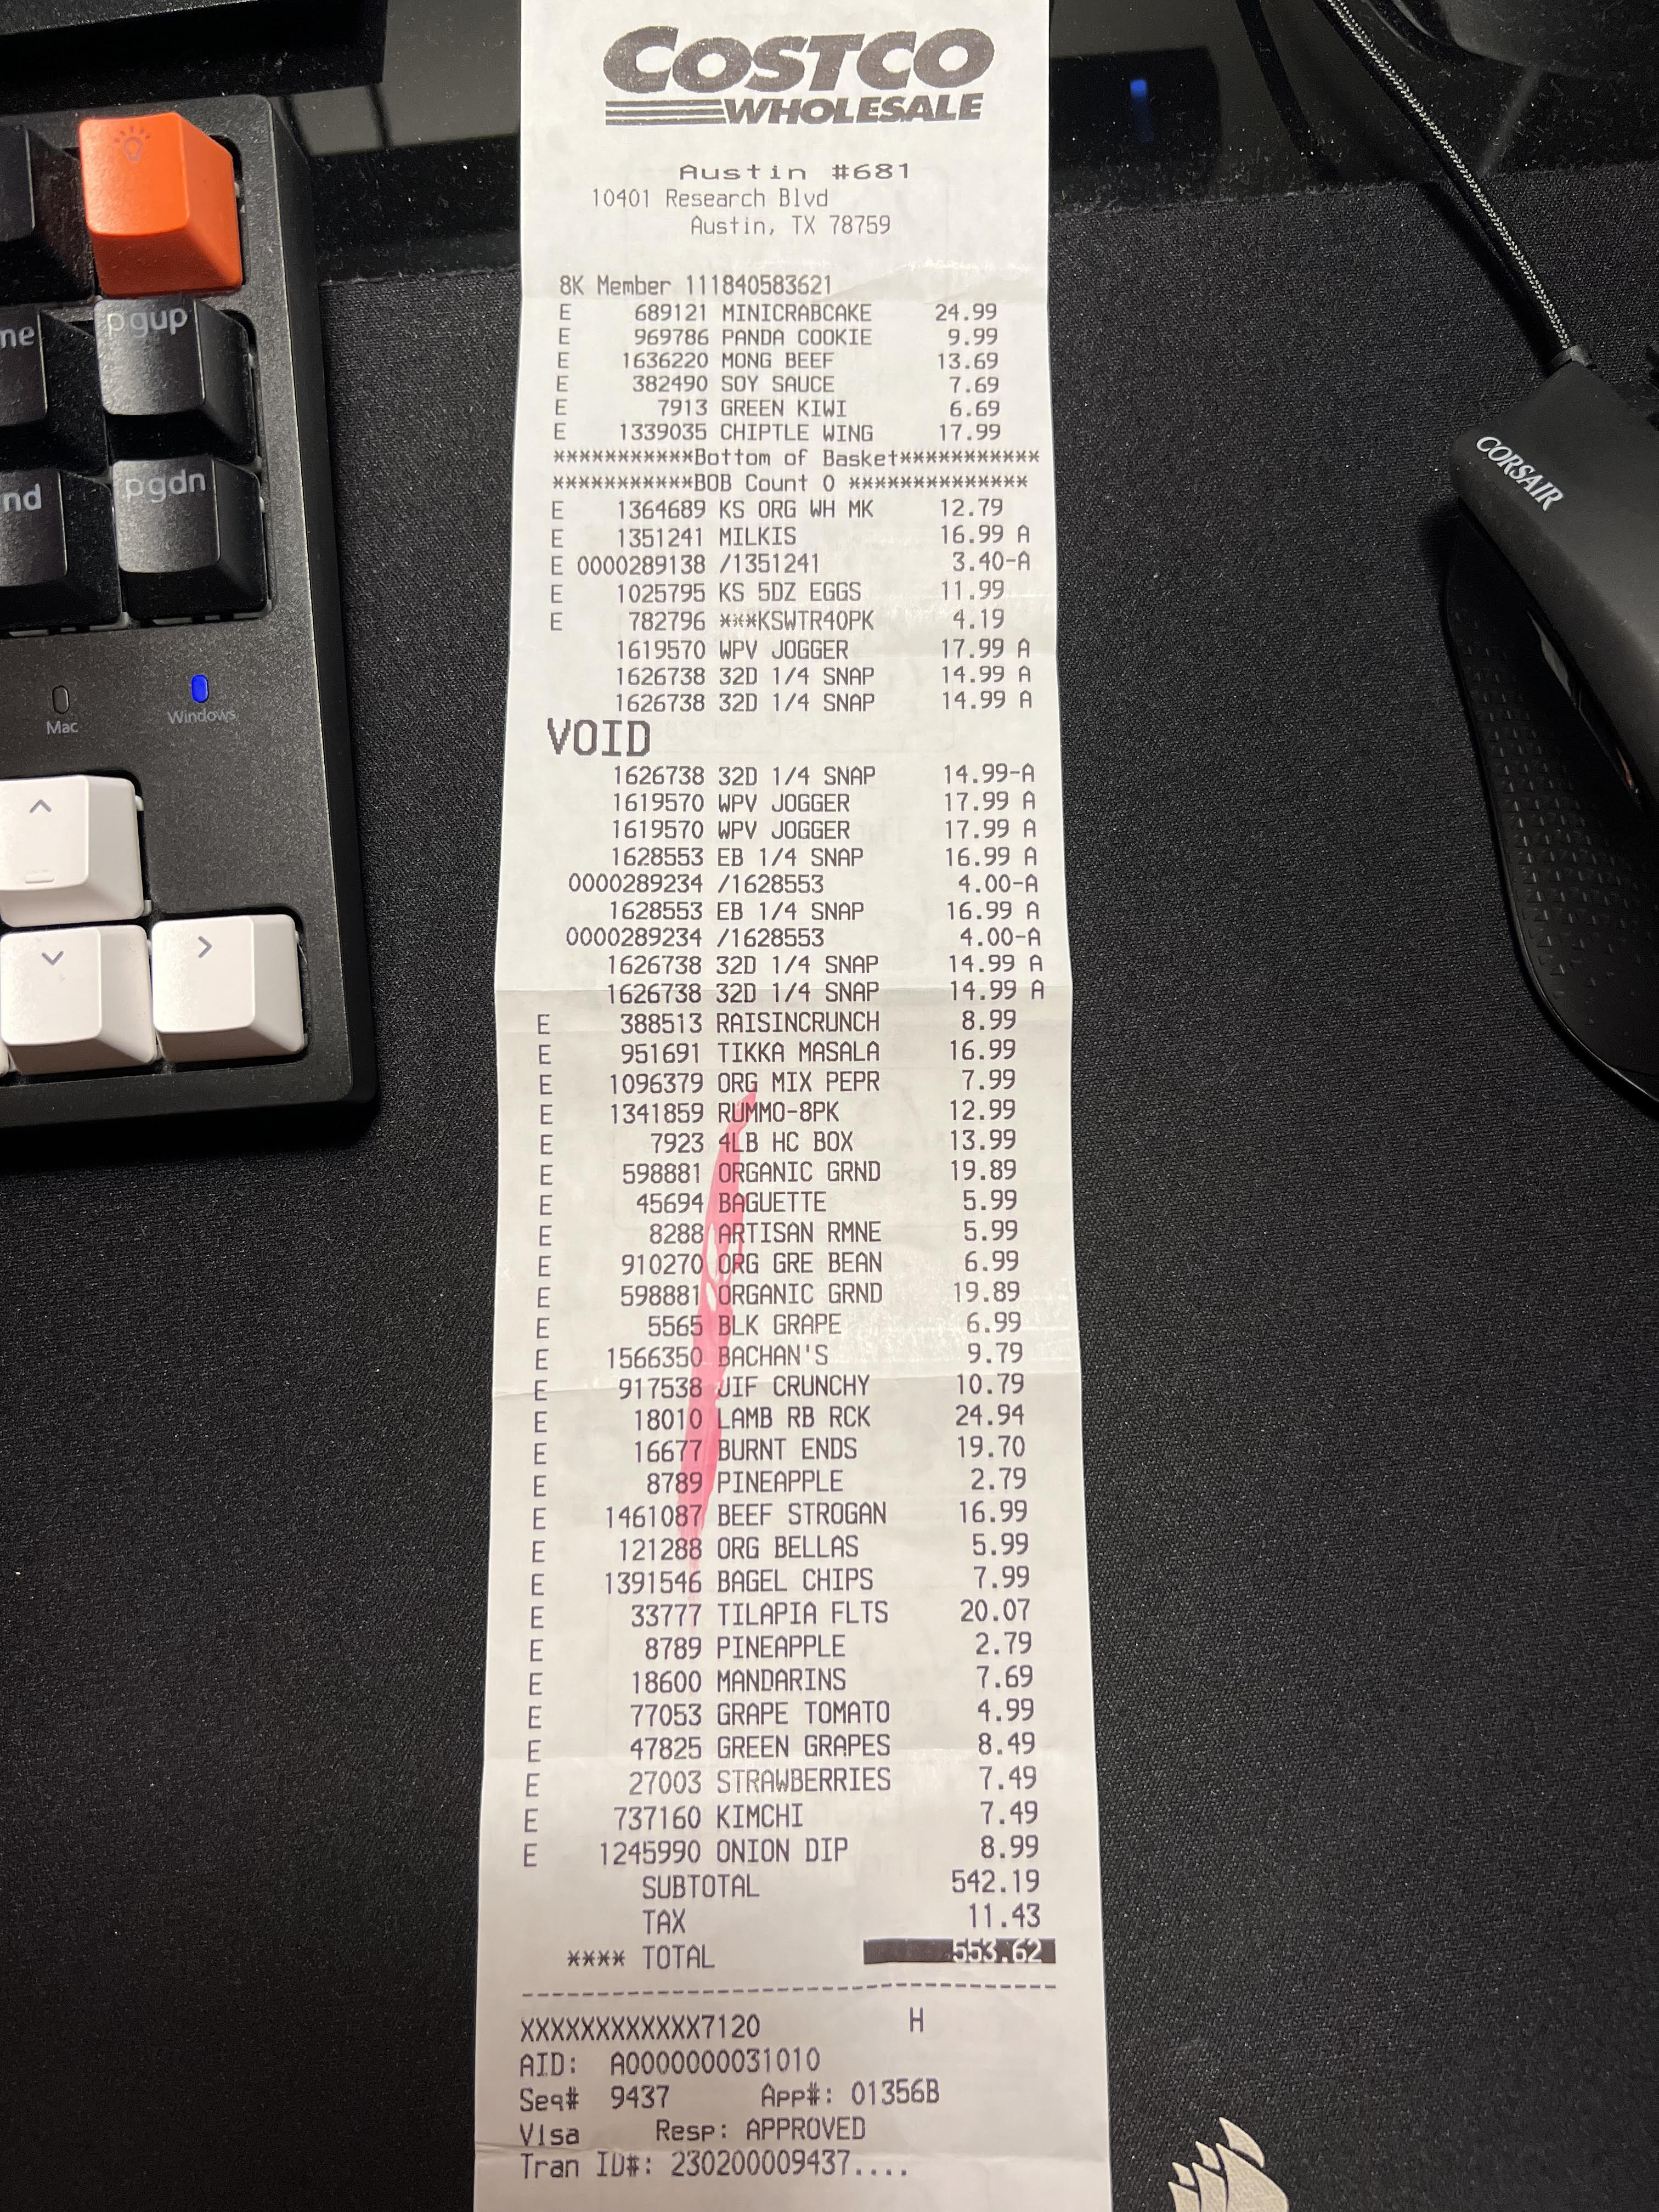 COSTCO
WHOLESALE
Austin #681
10401 Research Blvd
Austin, TX 78759
8K Member 111840583621
E 689121 MINICRABCAKE 24.99
E 969786 PANDA COOKIE 9.99
E 1636220 MONG BEEF 13.69
E 382490 SOY SAUCE 7.69
E 7913 GREEN KIWI 6.69
E 1339035 CHIPTLE WING 17.99
***********Bottom of Basket***********
***********BOB Count 0 **************
E 1364689 KS ORG WH MK 12.79
E 1351241 MILKIS 16.99 A
E 0000289138 /1351241 3.40-A
E 1025795 KS 5DZ EGGS 11.99
E 782796 ***KSWTR40PK 4.19
1619570 WPV JOGGER 17.99 A
1626738 32D 1/4 SNAP 14.99 A
1626738 32D 1/4 SNAP 14.99 A
VOID
1626738 32D 1/4 SNAP 14.99-A
1619570 WPV JOGGER 17.99 A
1619570 WPV JOGGER 17.99 A
1628553 EB 1/4 SNAP 16.99 A
0000289234 /1628553 4.00-A
1628553 EB 1/4 SNAP 16.99 A
0000289234 /1628553 4.00-A
1626738 32D 1/4 SNAP 14.99 A
1626738 32D 1/4 SNAP 14.99 A
E 388513 RAISINCRUNCH 8.99
E 951691 TIKKA MASALA 16.99
E 1096379 ORG MIX PEPR 7.99
E 1341859 RUMMO-8PK 12.99
E 7923 4LB HC BOX 13.99
E 598881 ORGANIC GRND 19.89
E 45694 BAGUETTE 5.99
E 8288 ARTISAN RMNE 5.99
E 910270 ORG GRE BEAN 6.99
E 598881 ORGANIC GRND 19.89
E 5565 BLK GRAPE 6.99
E 1566350 BACHAN'S 9.79
E 917538 JIF CRUNCHY 10.79
E 18010 LAMB RB RCK 24.94
E 16677 BURNT ENDS 19.70
E 8789 PINEAPPLE 2.79
E 1461087 BEEF STROGAN 16.99
E 121288 ORG BELLAS 5.99
E 1391546 BAGEL CHIPS 7.99
E 33777 TILAPIA FLTS 20.07
E 8789 PINEAPPLE 2.79
E 18600 MANDARINS 7.69
E 77053 GRAPE TOMATO 4.99
E 47825 GREEN GRAPES 8.49
E 27003 STRAWBERRIES 7.49
E 737160 KIMCHI 7.49
E 1245990 ONION DIP 8.99
SUBTOTAL 542.19
TAX 11.43
**** TOTAL 553.62
XXXXXXXXXXXX7120 H
AID: A0000000031010
Seq# 9437 App#: 01356B
Visa Resp: APPROVED
Tran ID#: 230200009437....
pgup
pgdn
nd
me
Mac
Windows
CORSAIR